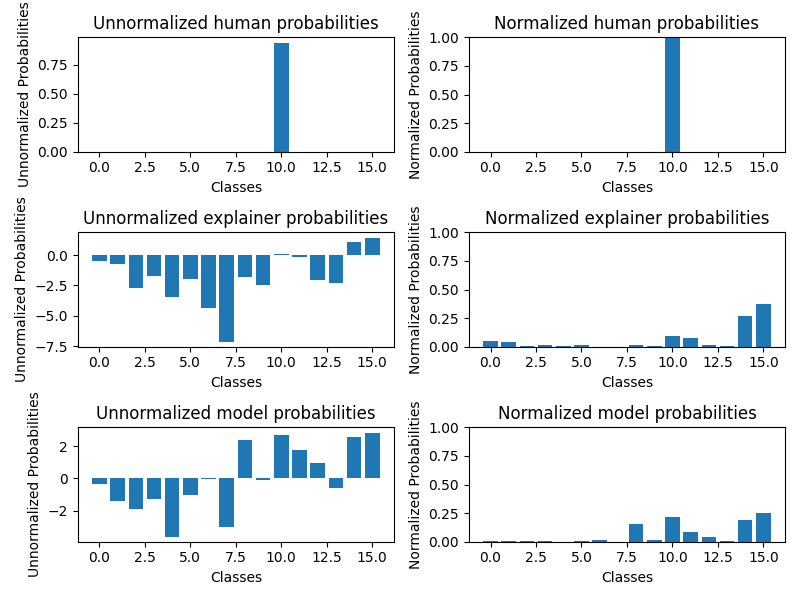 Unnormalized human probabilities
Unnormalized Probabilities
0.75
0.50
0.25
0.00
0.0 2.5 5.0 7.5 10.0 12.5 15.0
Classes
Normalized human probabilities
Normalized Probabilities
1.00
0.75
0.50
0.25
0.00
0.0 2.5 5.0 7.5 10.0 12.5 15.0
Classes
Unnormalized explainer probabilities
Unnormalized Probabilities
0.0
−2.5
−5.0
−7.5
0.0 2.5 5.0 7.5 10.0 12.5 15.0
Classes
Normalized explainer probabilities
Normalized Probabilities
1.00
0.75
0.50
0.25
0.00
0.0 2.5 5.0 7.5 10.0 12.5 15.0
Classes
Unnormalized model probabilities
Unnormalized Probabilities
2
0
−2
0.0 2.5 5.0 7.5 10.0 12.5 15.0
Classes
Normalized model probabilities
Normalized Probabilities
1.00
0.75
0.50
0.25
0.00
0.0 2.5 5.0 7.5 10.0 12.5 15.0
Classes